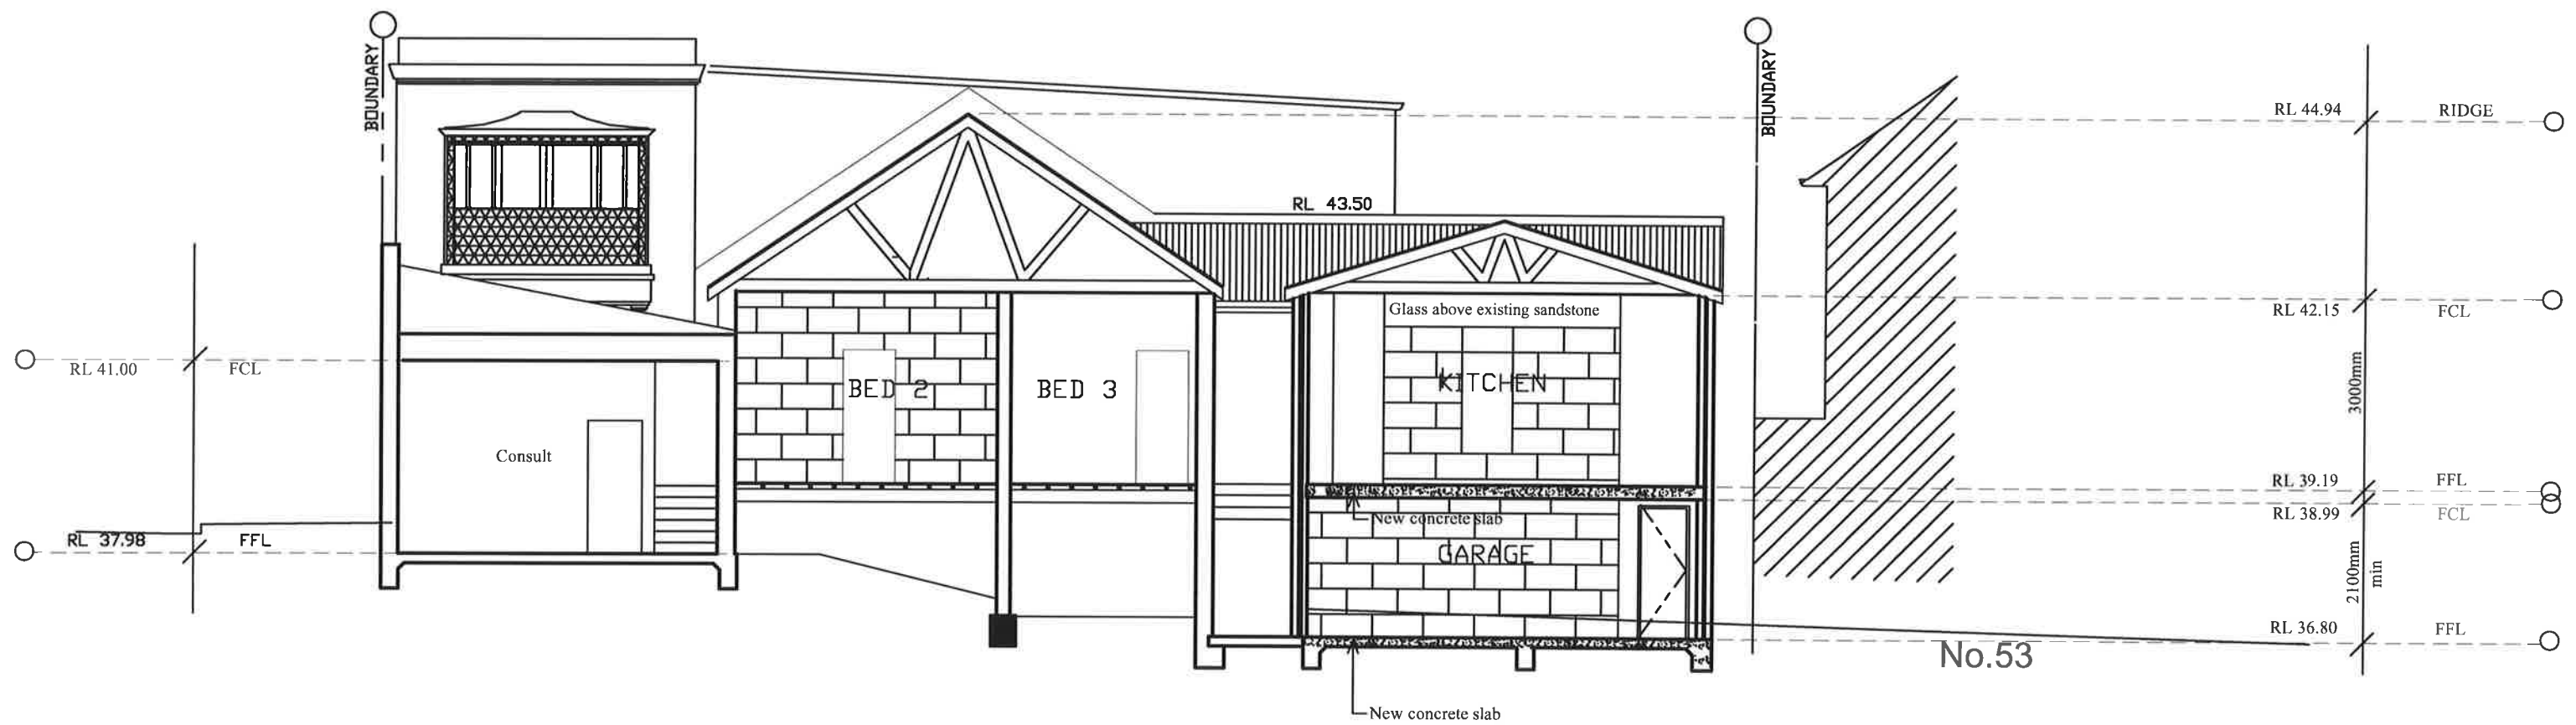 BOUNDARY
BOUNDARY
RL 44.94 RIDGE
RL 43.50
RL 42.15 FCL
Glass above existing sandstone
RL 41.00 FCL
BED 2
BED 3
KITCHEN
3000mm
Consult
RL 39.19 FFL
RL 38.99 FCL
New concrete slab
RL 37.98 FFL
GARAGE
2100mm
min
RL 36.80 FFL
No.53
New concrete slab